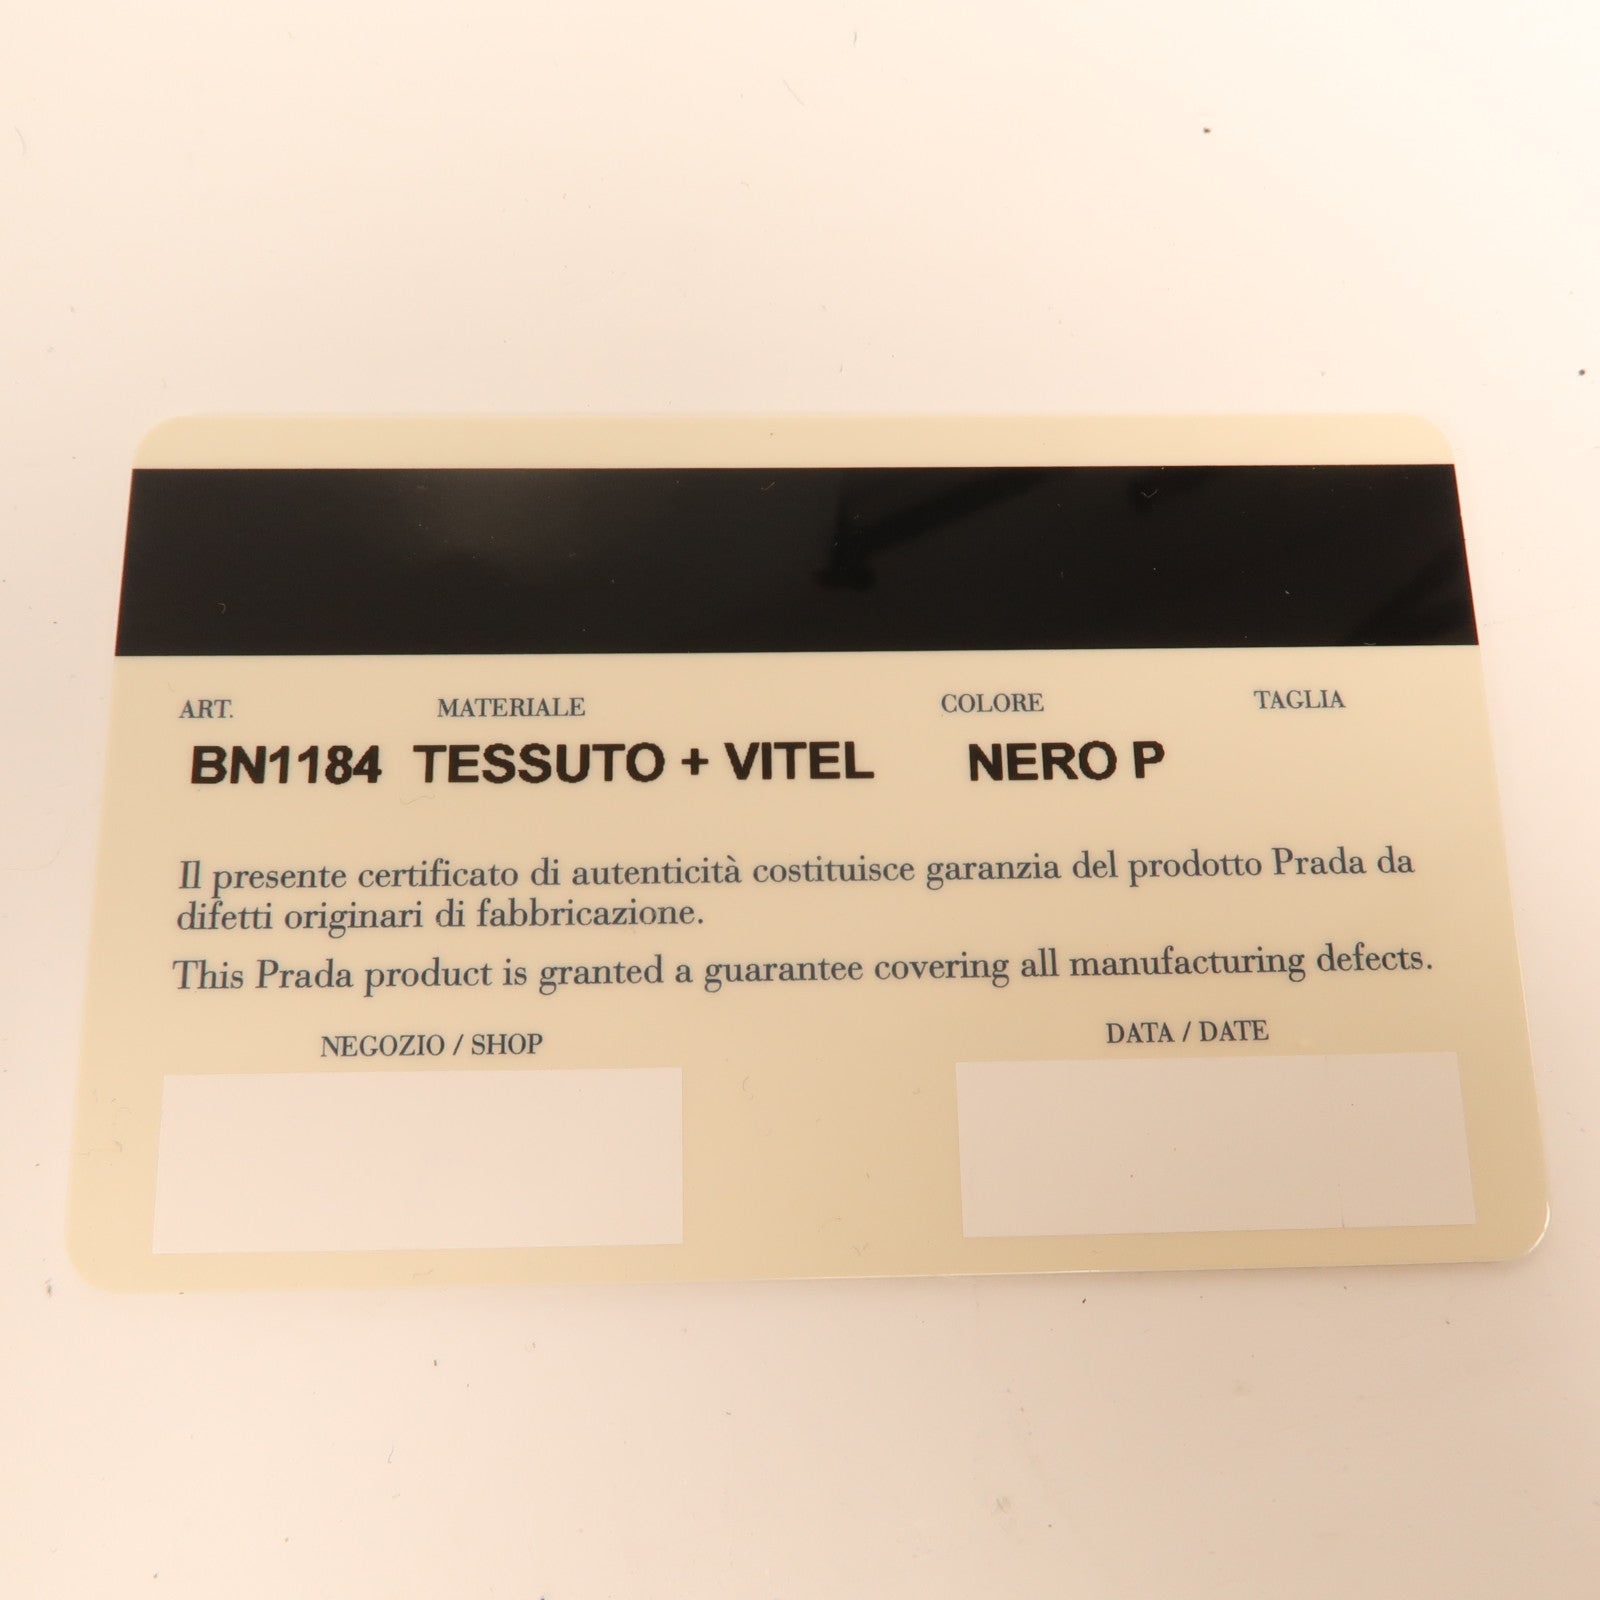 ART. MATERIALE COLORE TAGLIA
BN1184 TESSUTO + VITEL NERO P
Il presente certificato di autenticità costituisce garanzia del prodotto Prada da
difetti originari di fabbricazione.
This Prada product is granted a guarantee covering all manufacturing defects.
NEGOZIO / SHOP DATA / DATE